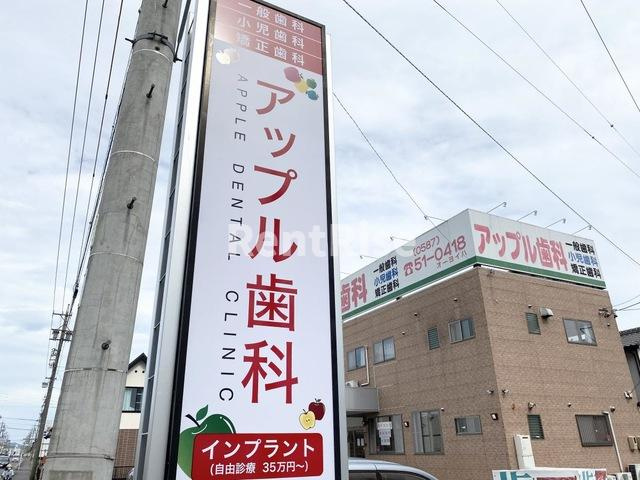 一般歯科
小児歯科
矯正歯科
アップル歯科
APPLE DENTAL CLINIC
インプラント
(自由診療 35万円~)
歯科
一般歯科
小児歯科
矯正歯科
(0587)
☎51-0418
オーヨイハ
アップル歯科
一般歯科
小児歯科
矯正歯科